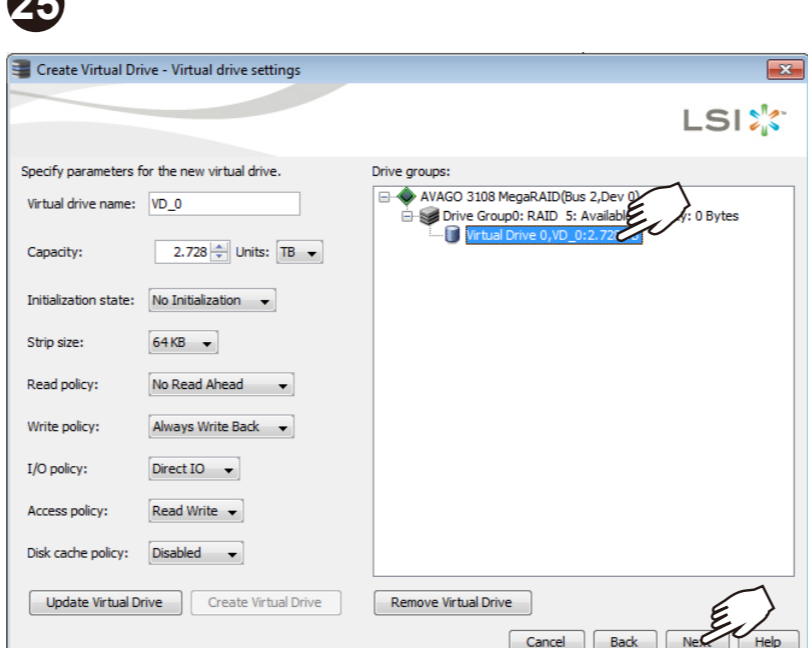 25
Create Virtual Drive - Virtual drive settings
LSI
Specify parameters for the new virtual drive.
Virtual drive name: VD_0
Capacity: 2.728 Units: TB
Initialization state: No Initialization
Strip size: 64 KB
Read policy: No Read Ahead
Write policy: Always Write Back
I/O policy: Direct IO
Access policy: Read Write
Disk cache policy: Disabled
Update Virtual Drive Create Virtual Drive
Drive groups:
AVAGO 3108 MegaRAID(Bus 2,Dev 0)
Drive Group0: RAID 5: Available 0 Bytes
Virtual Drive 0,VD_0:2.72
Remove Virtual Drive
Cancel Back Next Help